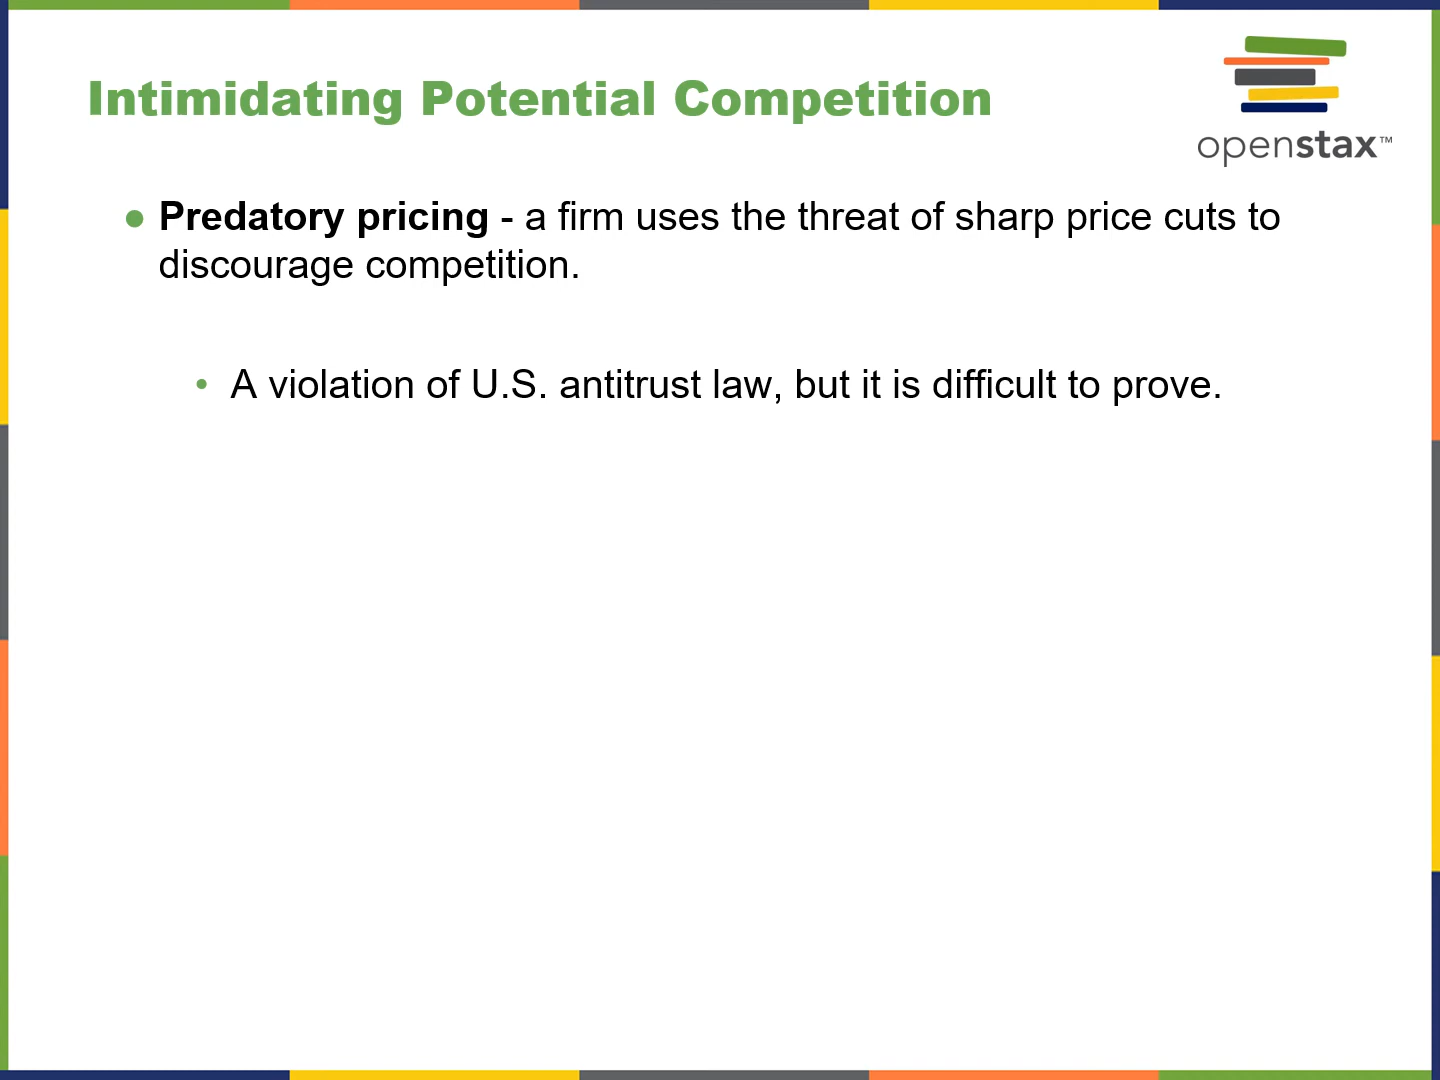 Intimidating Potential Competition
openstax™
● Predatory pricing - a firm uses the threat of sharp price cuts to
discourage competition.
• A violation of U.S. antitrust law, but it is difficult to prove.